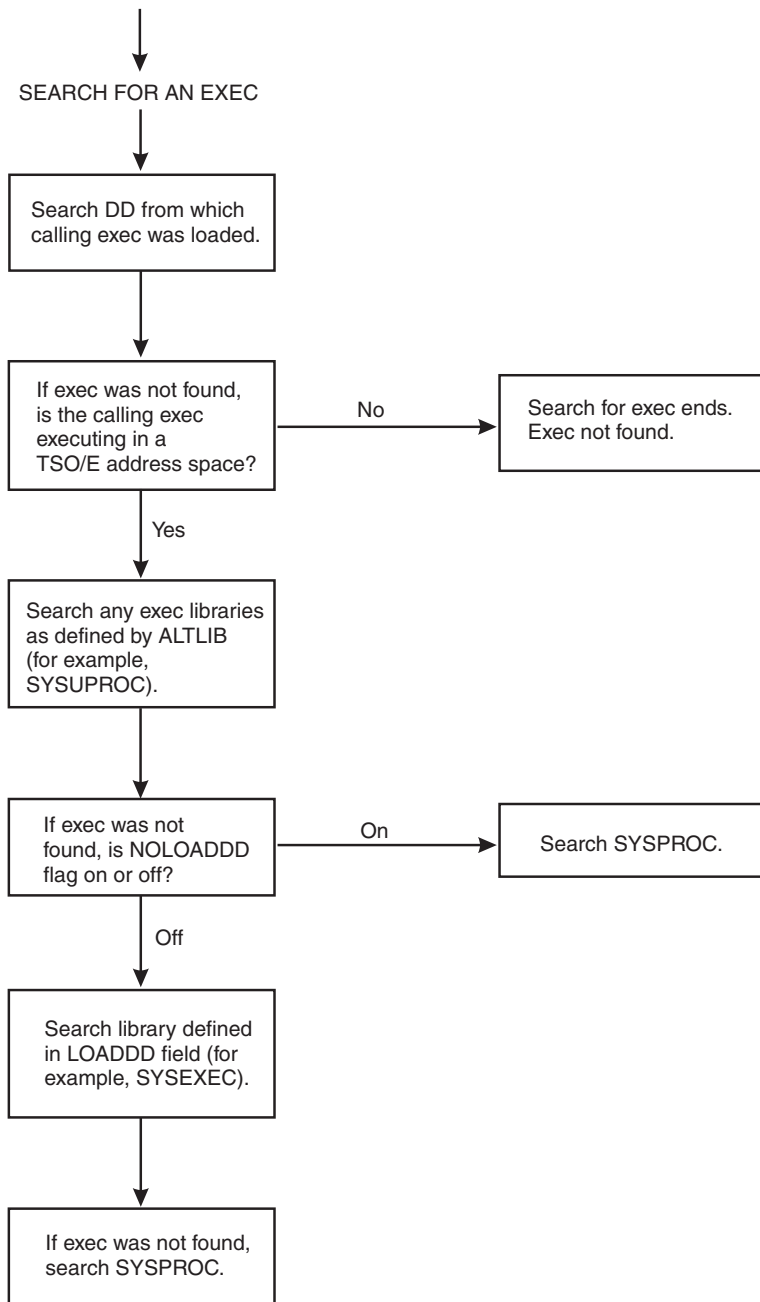 SEARCH FOR AN EXEC
Search DD from which
calling exec was loaded.
If exec was not found,
is the calling exec
executing in a
TSO/E address space?
No
Search for exec ends.
Exec not found.
Yes
Search any exec libraries
as defined by ALTLIB
(for example,
SYSUPROC).
If exec was not
found, is NOLOADDD
flag on or off?
On
Search SYSPROC.
Off
Search library defined
in LOADDD field (for
example, SYSEXEC).
If exec was not found,
search SYSPROC.